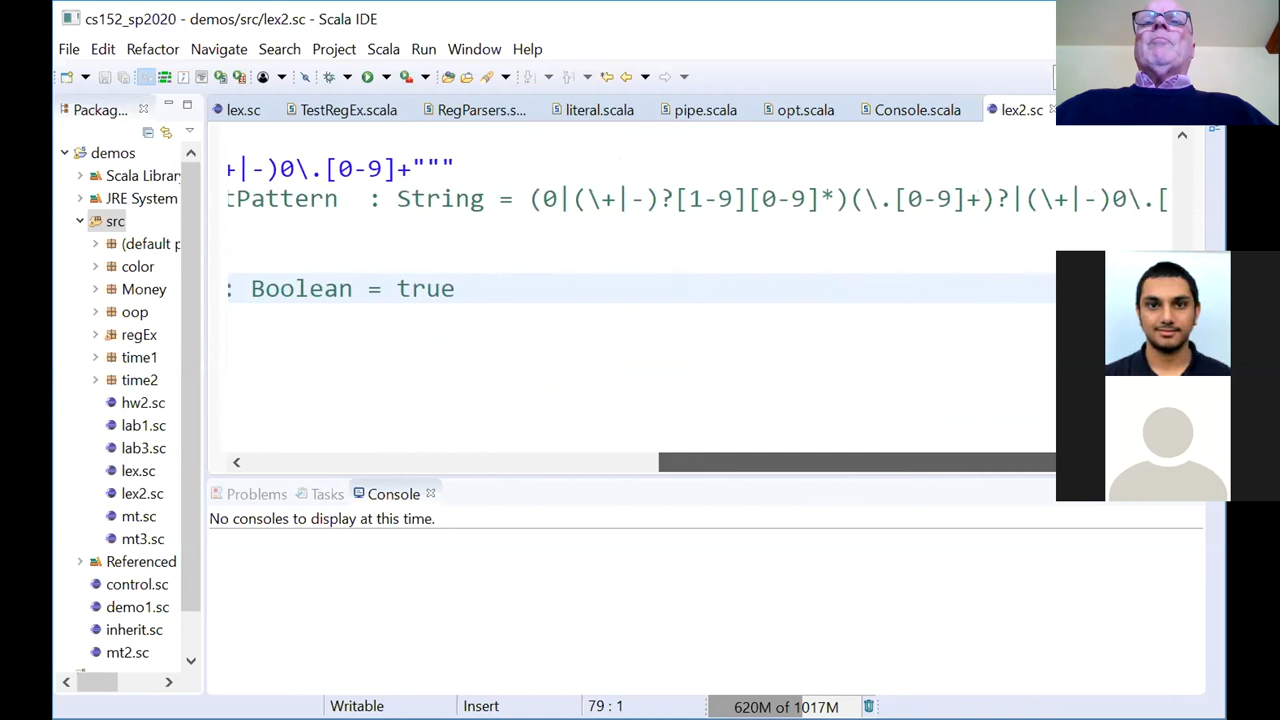 cs152_sp2020 - demos/src/lex2.sc - Scala IDE
File Edit Refactor Navigate Search Project Scala Run Window Help
Packag...
lex.sc TestRegEx.scala RegParsers.s... literal.scala pipe.scala opt.scala Console.scala lex2.sc
demos
Scala Library
JRE System
src
(default p
color
Money
oop
regEx
time1
time2
hw2.sc
lab1.sc
lab3.sc
lex.sc
lex2.sc
mt.sc
mt3.sc
Referenced
control.sc
demo1.sc
inherit.sc
mt2.sc
+|-)0\.[0-9]+"""
tPattern : String = (0|(\+|-)?[1-9][0-9]*)(\.[0-9]+)?|(\+|-)0\.[
: Boolean = true
Problems Tasks Console
No consoles to display at this time.
Writable Insert 79 : 1 620M of 1017M